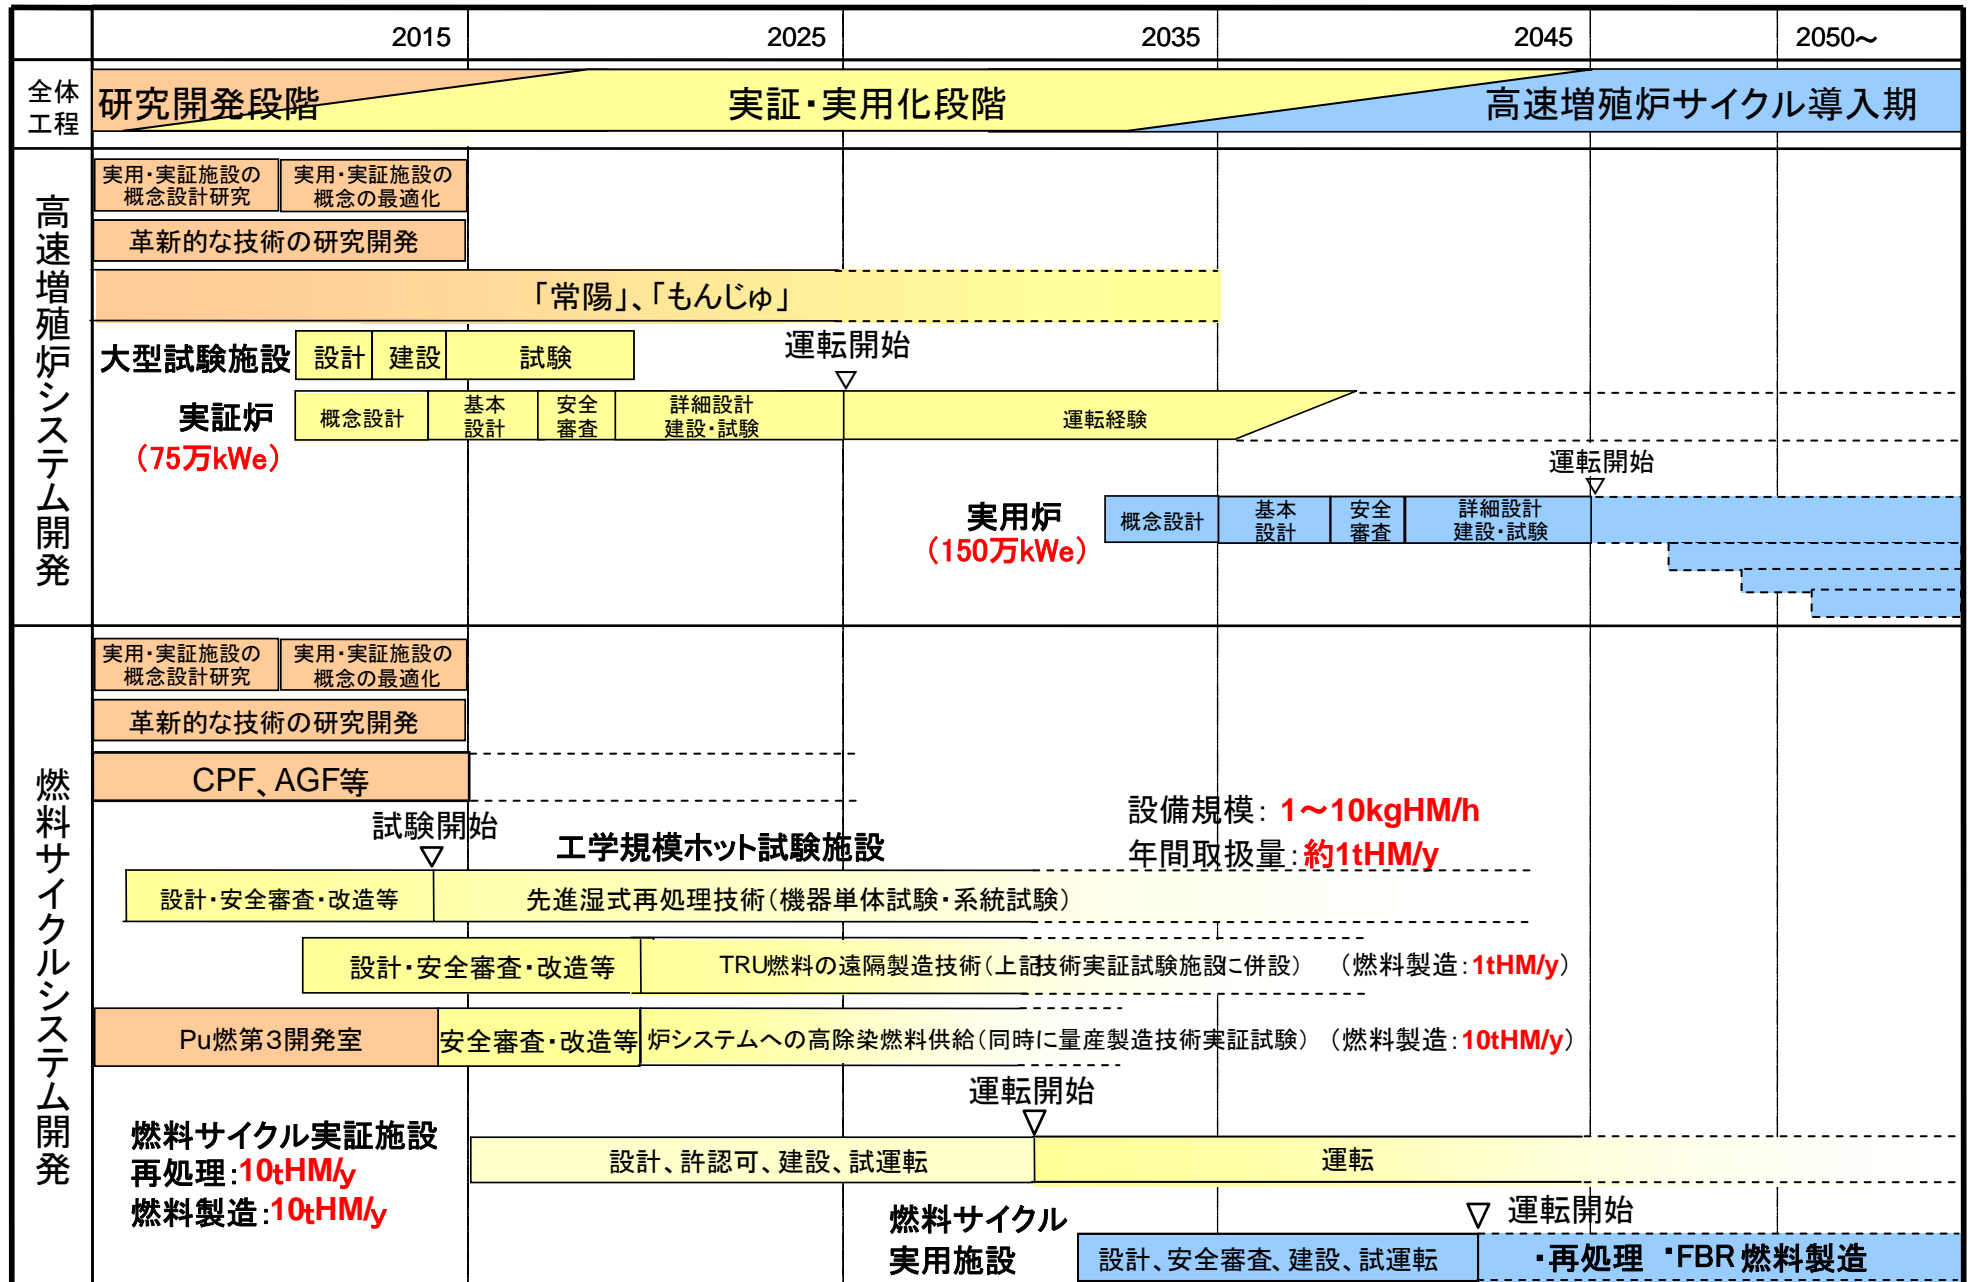 2015
2025
2035
2045
2050～
全体
工程
研究開発段階
実証・実用化段階
高速増殖炉サイクル導入期
高速増殖炉システム開発
実用・実証施設の
概念設計研究
実用・実証施設の
概念の最適化
革新的な技術の研究開発
「常陽」、「もんじゅ」
大型試験施設
設計
建設
試験
運転開始
実証炉
（75万kWe）
概念設計
基本
設計
安全
審査
詳細設計
建設・試験
運転経験
運転開始
実用炉
（150万kWe）
概念設計
基本
設計
安全
審査
詳細設計
建設・試験
燃料サイクルシステム開発
実用・実証施設の
概念設計研究
実用・実証施設の
概念の最適化
革新的な技術の研究開発
CPF、AGF等
試験開始
工学規模ホット試験施設
設備規模： 1～10kgHM/h
年間取扱量：約1tHM/y
設計・安全審査・改造等
先進湿式再処理技術（機器単体試験・系統試験）
設計・安全審査・改造等
TRU燃料の遠隔製造技術（上記技術実証試験施設に併設）
（燃料製造：1tHM/y）
Pu燃第3開発室
安全審査・改造等
炉システムへの高除染燃料供給（同時に量産製造技術実証試験）
（燃料製造：10tHM/y）
運転開始
燃料サイクル実証施設
再処理：10tHM/y
燃料製造：10tHM/y
設計、許認可、建設、試運転
運転
燃料サイクル
実用施設
運転開始
設計、安全審査、建設、試運転
・再処理 ・FBR燃料製造